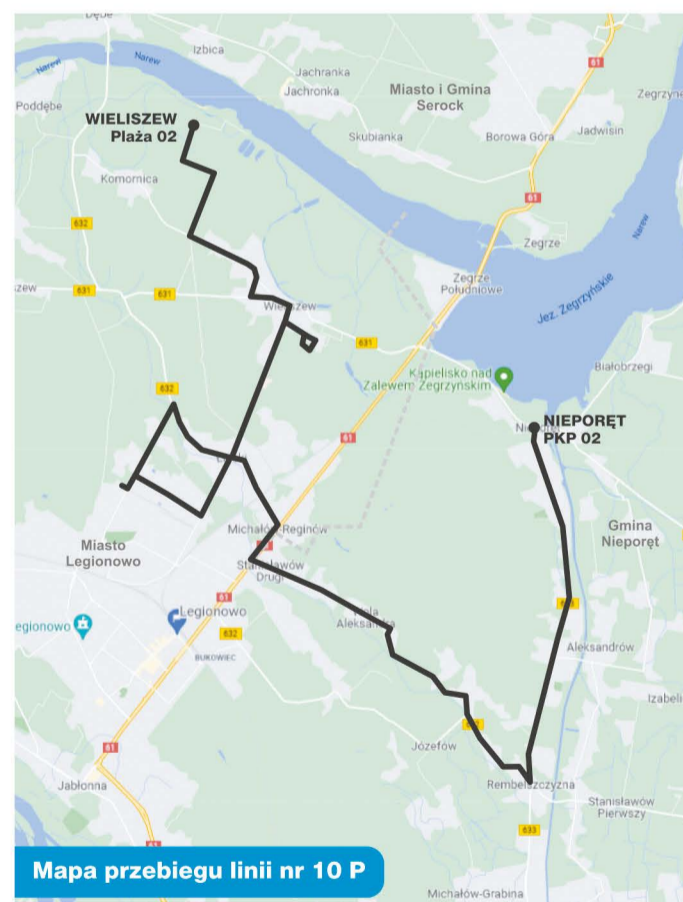 Dębe
Izbica
Narew
Narew
Jachranka
Jachronka
Miasto i Gmina
Serock
61
Poddębe
WIELISZEW
Plaża 02
Skubianka
Borowa Góra
Jadwisin
Komornica
61
632
Zegrze
Narew
Zegrze
Południowe
Jez. Zegrzyńskie
631
631
Wieliszew
631
Kąpielisko nad
Zalewem Zegrzyńskim
Białobrzegi
632
NIEPORĘT
PKP 02
61
Michałów-Reginów
Gmina
Nieporęt
Miasto
Legionowo
Stanisławów
Drugi
61
Legionowo
632
BUKOWIEC
Aleksandrów
Józefów
Rembelszczyzna
61
Jabłonna
Stanisławów
Pierwszy
633
61
Mapa przebiegu linii nr 10 P
Michałów-Grabina